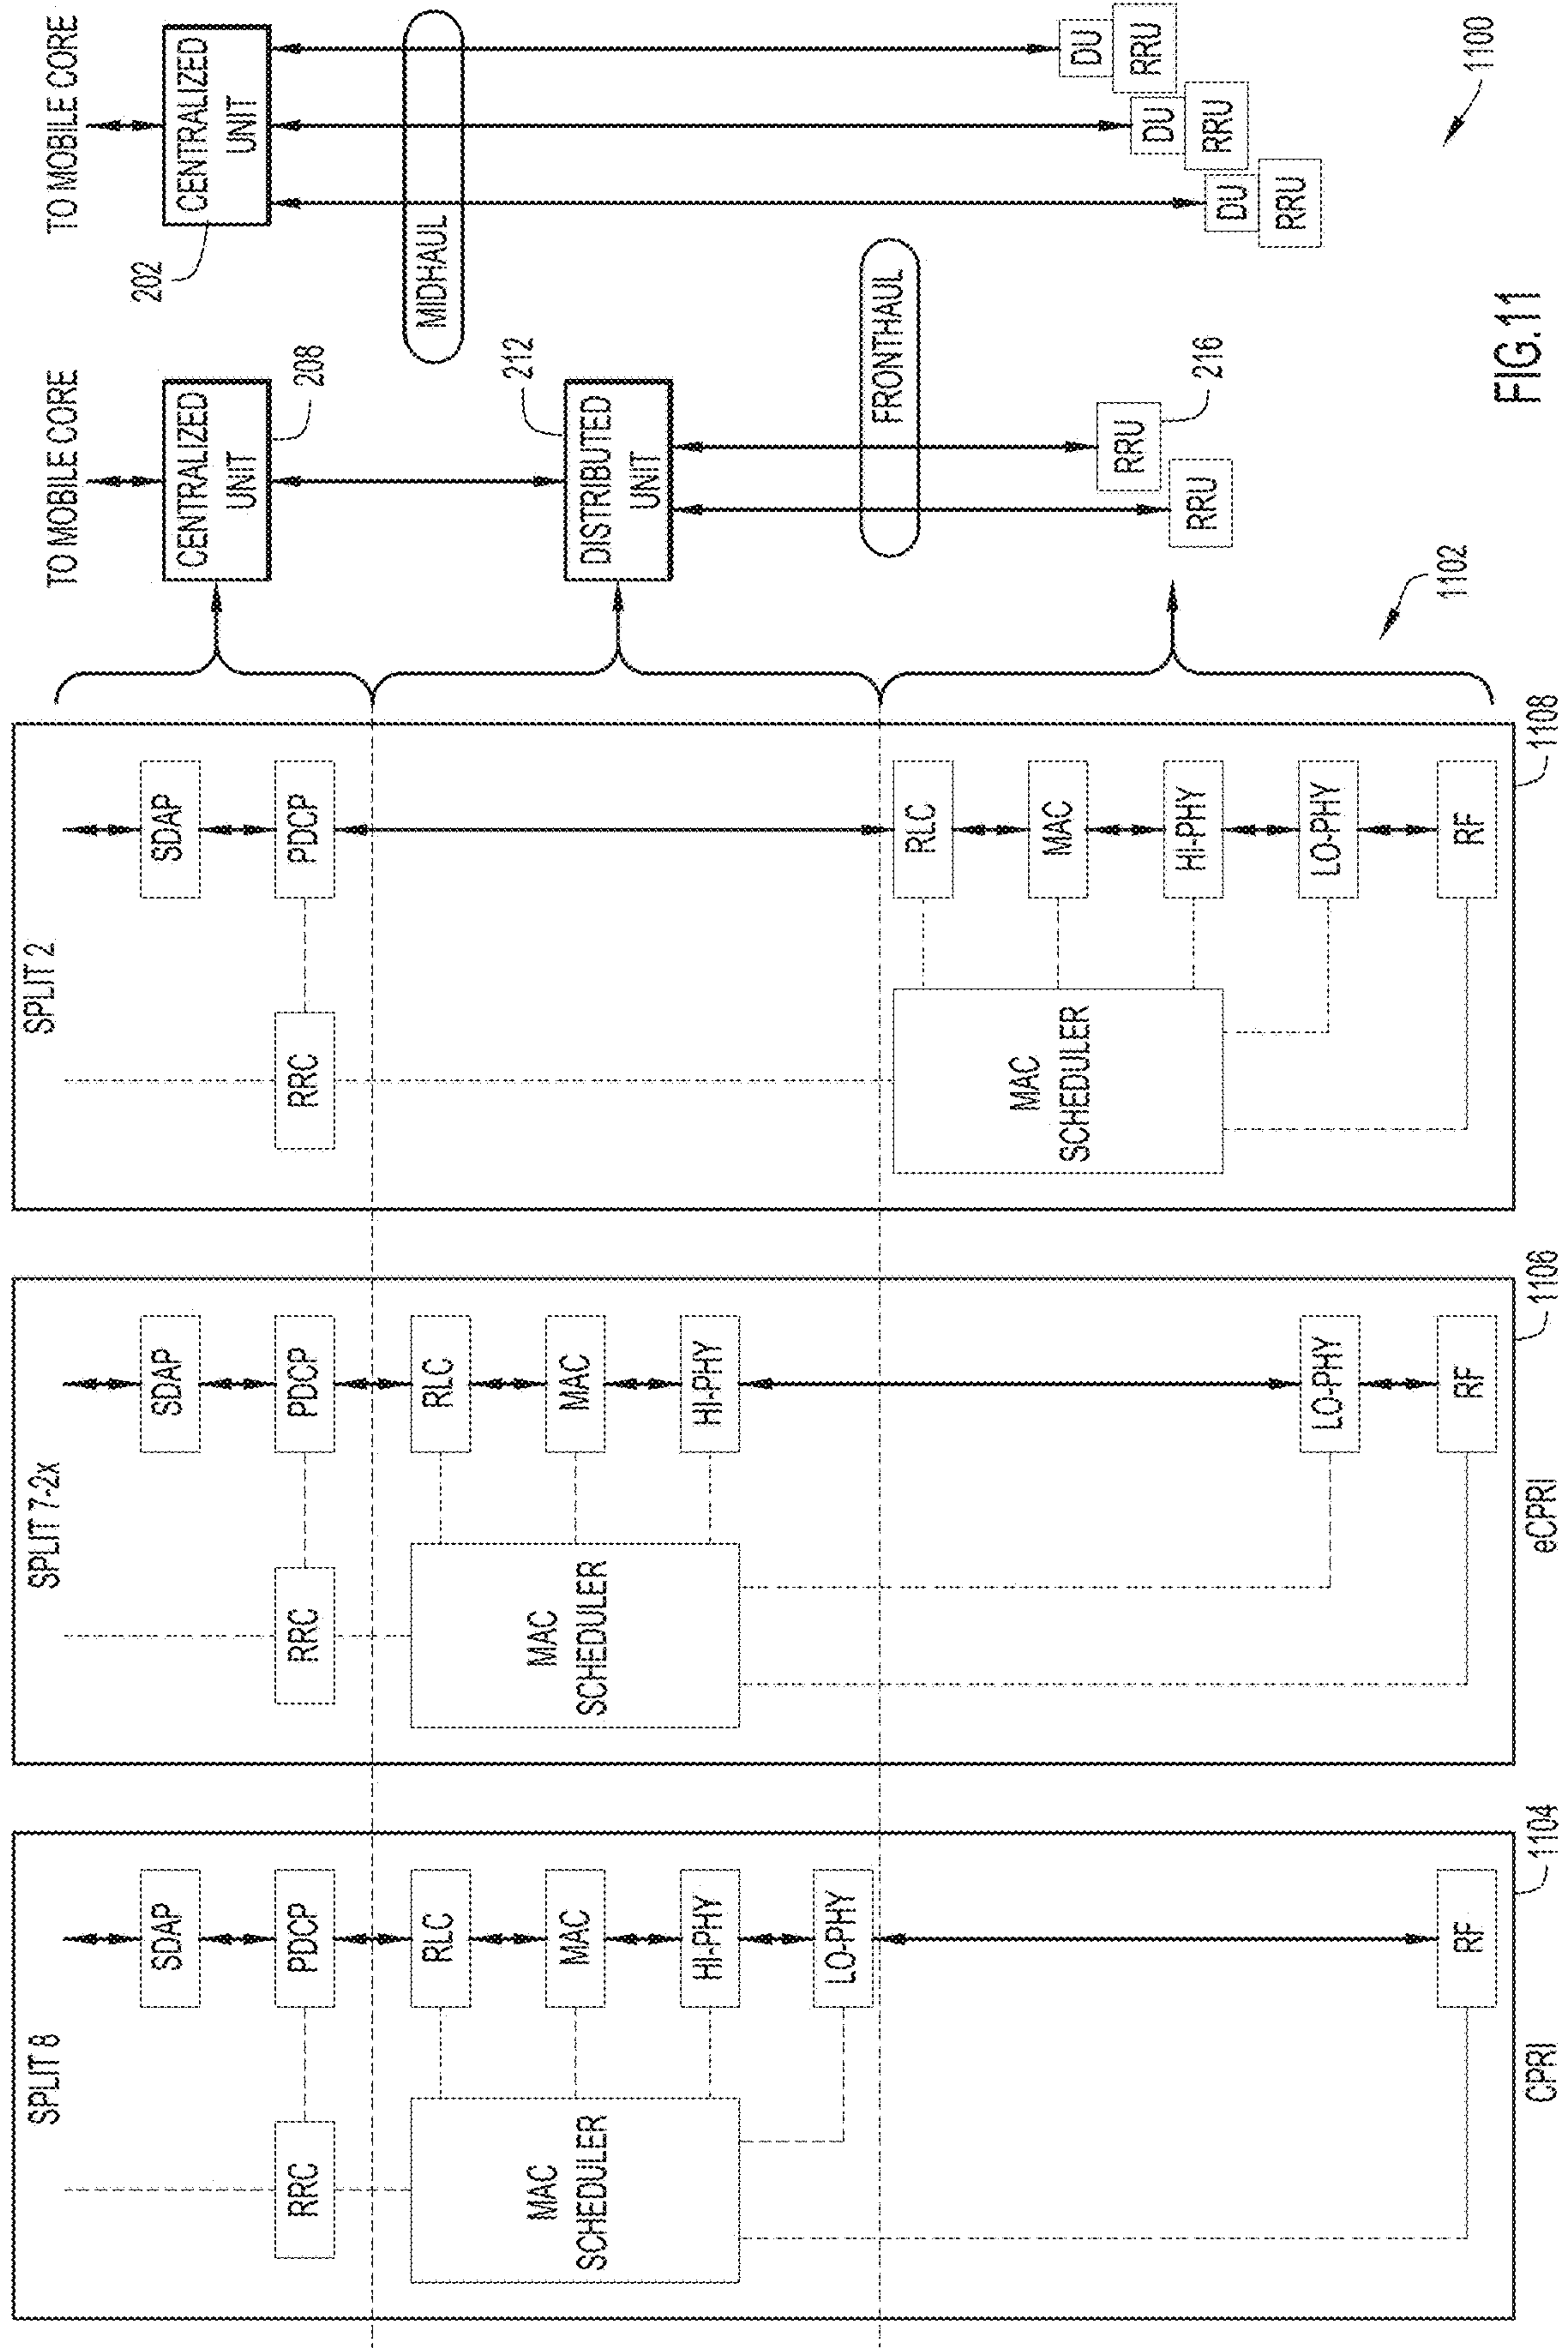 SPLIT 8
SDAP
RRC
PDCP
RLC
MAC
HI-PHY
LO-PHY
MAC
SCHEDULER
RF
CPRI
1104
SPLIT 7-2x
SDAP
RRC
PDCP
RLC
MAC
HI-PHY
MAC
SCHEDULER
LO-PHY
RF
eCPRI
1106
SPLIT 2
SDAP
RRC
PDCP
RLC
MAC
HI-PHY
LO-PHY
MAC
SCHEDULER
RF
1108
1102
TO MOBILE CORE
CENTRALIZED
UNIT
208
DISTRIBUTED
UNIT
212
FRONTHAUL
RRU
RRU
216
TO MOBILE CORE
CENTRALIZED
UNIT
202
MIDHAUL
DU
RRU
DU
RRU
DU
RRU
1100
FIG.11